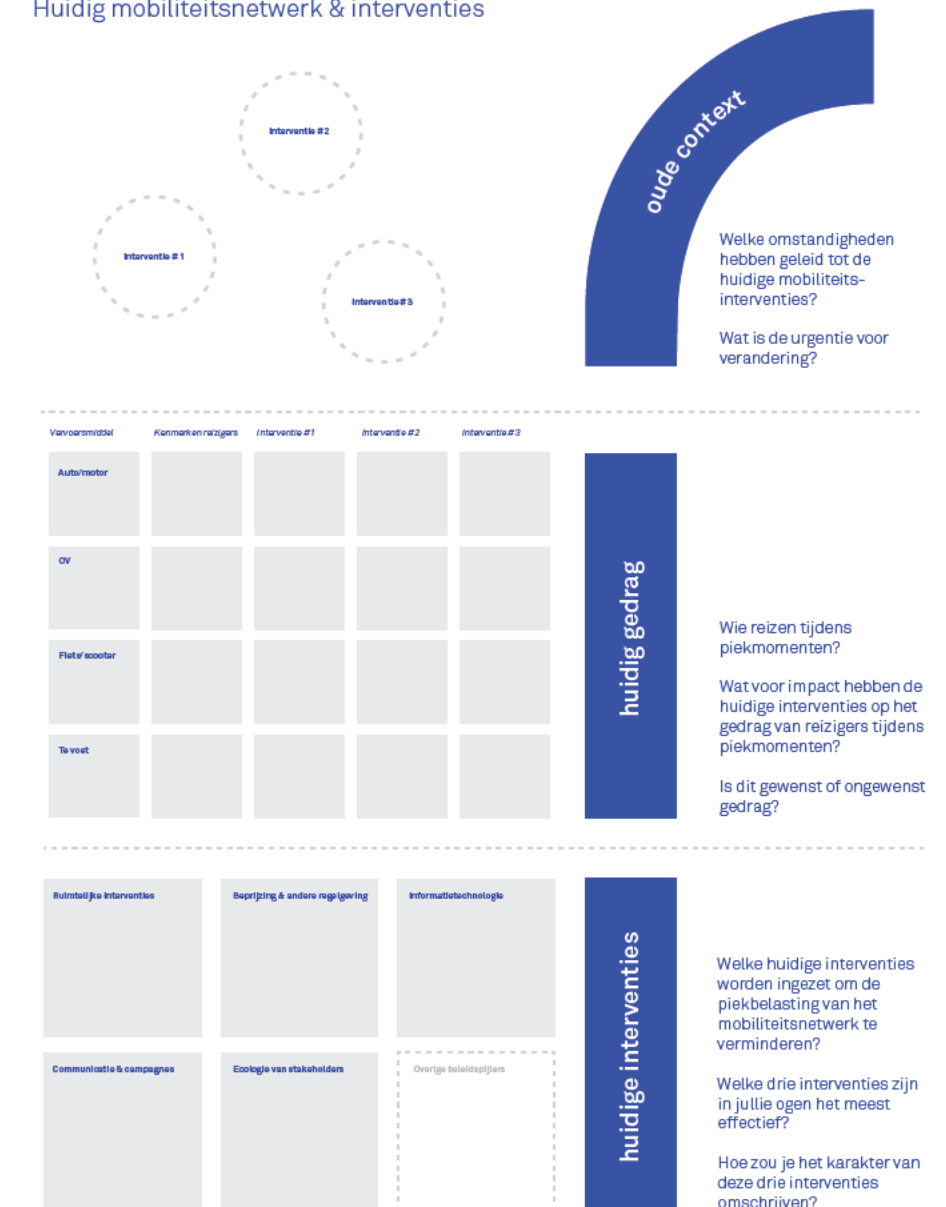 Huidig mobiliteitsnetwerk & interventies
Interventie #2
Interventie #1
Interventie #3
oude context
Welke omstandigheden
hebben geleid tot de
huidige mobiliteits-
interventies?
Wat is de urgentie voor
verandering?
Vervoersmiddel
Kenmerken reizigers
Interventie #1
Interventie #2
Interventie #3
Auto/motor
OV
Fiets/scooter
Te voet
huidig gedrag
Wie reizen tijdens
piekmomenten?
Wat voor impact hebben de
huidige interventies op het
gedrag van reizigers tijdens
piekmomenten?
Is dit gewenst of ongewenst
gedrag?
Ruimtelijke interventies
Beprijzing & andere regelgeving
Informatietechnologie
Communicatie & campagnes
Ecologie van stakeholders
Overige beleidspijlers
huidige interventies
Welke huidige interventies
worden ingezet om de
piekbelasting van het
mobiliteitsnetwerk te
verminderen?
Welke drie interventies zijn
in jullie ogen het meest
effectief?
Hoe zou je het karakter van
deze drie interventies
omschrijven?